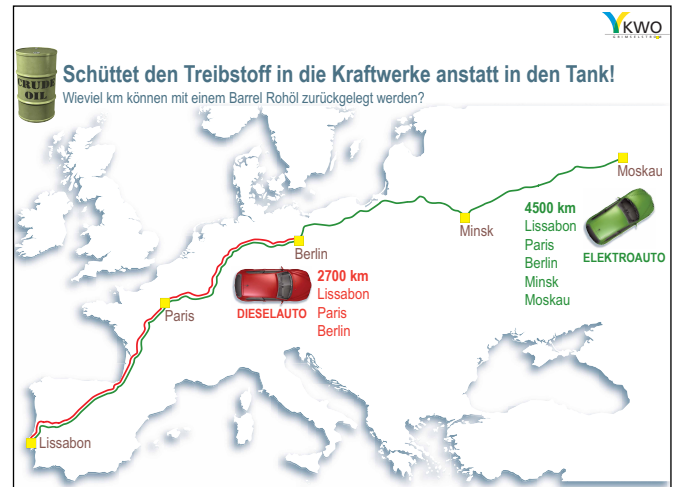 KWO
GRIMSELSTROM
CRUDE
OIL
Schüttet den Treibstoff in die Kraftwerke anstatt in den Tank!
Wieviel km können mit einem Barrel Rohöl zurückgelegt werden?
Moskau
4500 km
Lissabon
Paris
Berlin
Minsk
Moskau
ELEKTROAUTO
Minsk
Berlin
2700 km
Lissabon
Paris
Berlin
DIESELAUTO
Paris
Lissabon